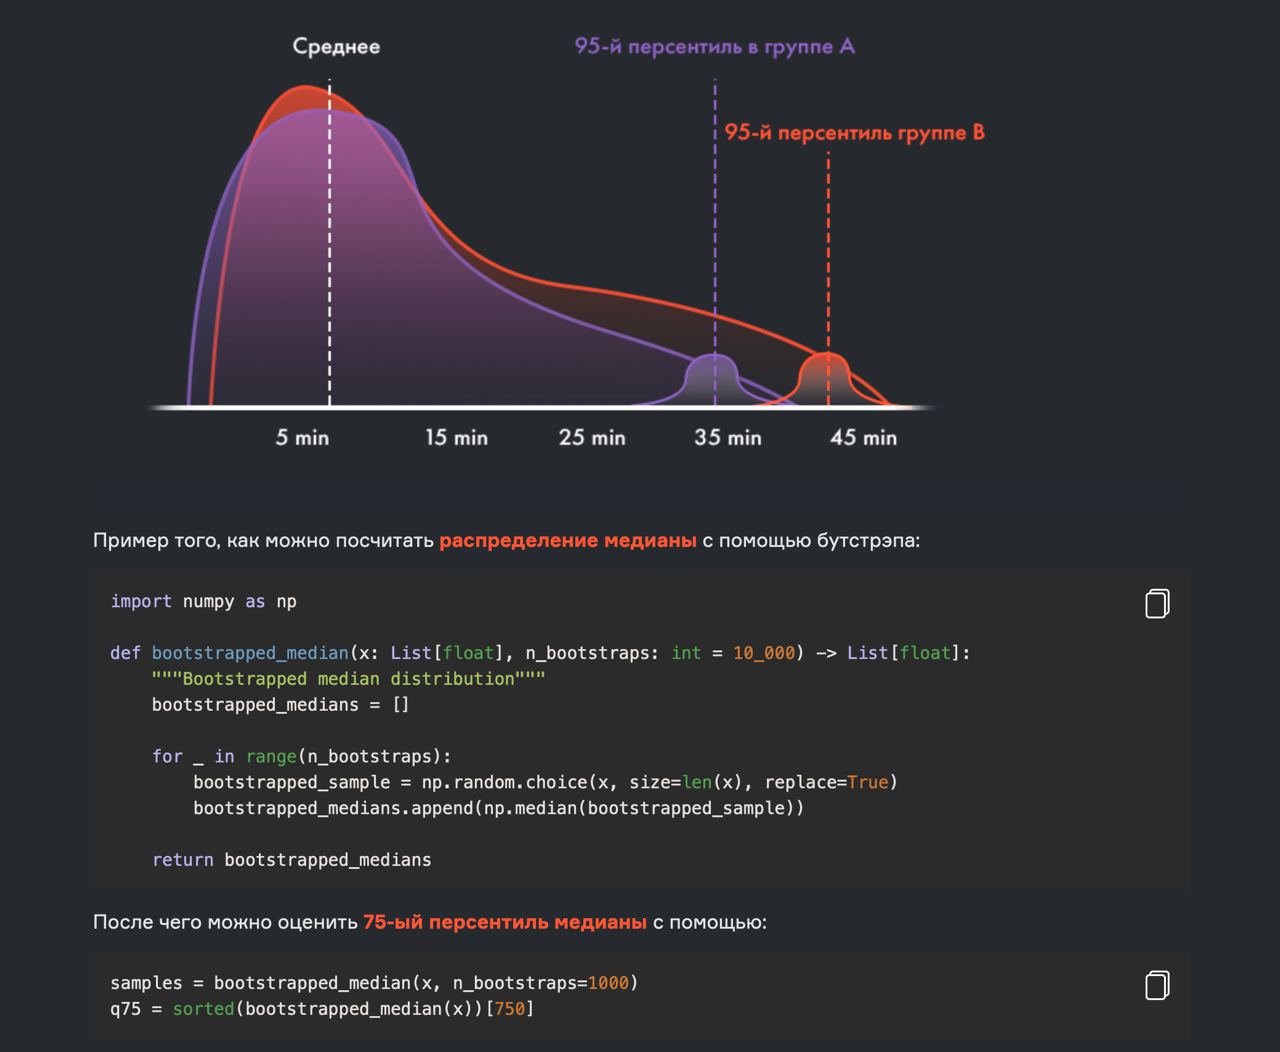 Среднее
95-й персентиль в группе А
95-й персентиль группе В
5 min 15 min 25 min 35 min 45 min
Пример того, как можно посчитать распределение медианы с помощью бутстрэпа:
import numpy as np
def bootstrapped_median(x: List[float], n_bootstraps: int = 10_000) -> List[float]:
    """Bootstrapped median distribution"""
    bootstrapped_medians = []
    for _ in range(n_bootstraps):
        bootstrapped_sample = np.random.choice(x, size=len(x), replace=True)
        bootstrapped_medians.append(np.median(bootstrapped_sample))
    return bootstrapped_medians
После чего можно оценить 75-ый персентиль медианы с помощью:
samples = bootstrapped_median(x, n_bootstraps=1000)
q75 = sorted(bootstrapped_median(x))[750]